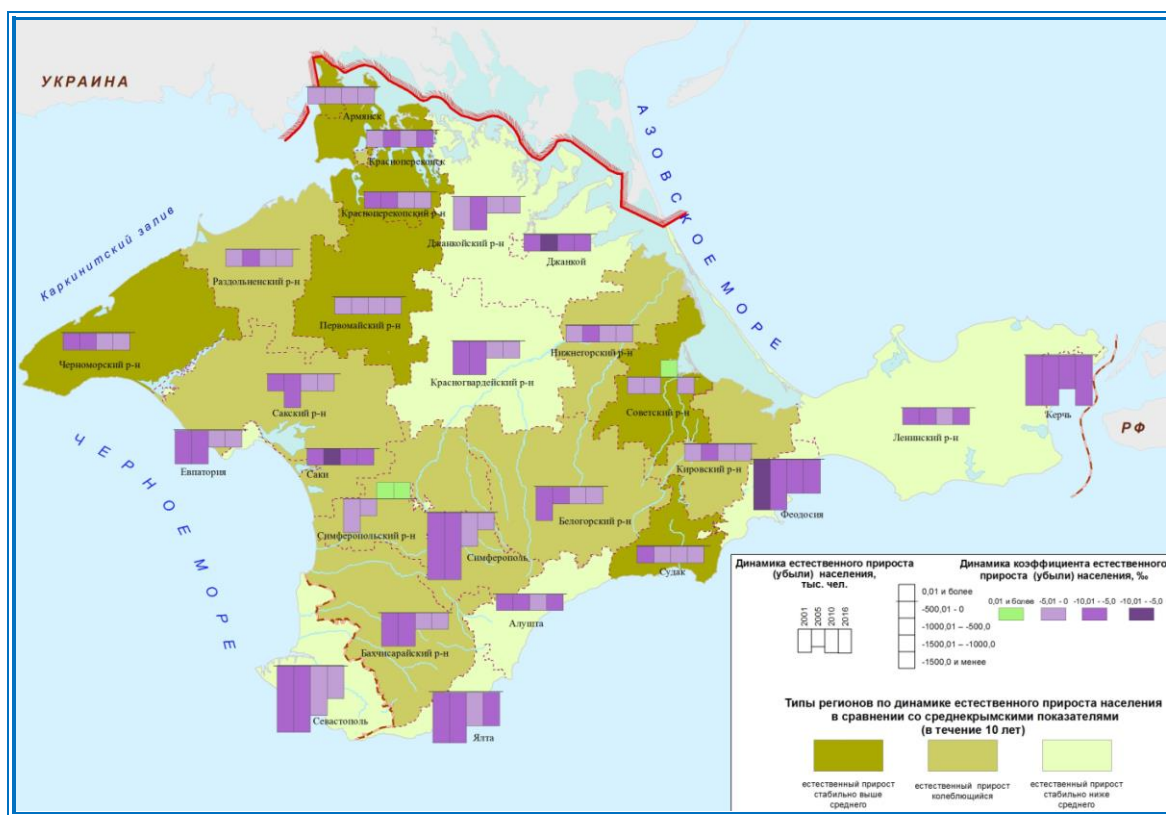 УКРАИНА
Армянск
Красноперекопск
АЗОВСКОЕ МОРЕ
Красноперекопский р-н
Каркинитский залив
Джанкойский р-н
Джанкой
Раздольненский р-н
Первомайский р-н
Нижнегорский р-н
Черноморский р-н
Красногвардейский р-н
Сакский р-н
Советский р-н
Керчь
Ленинский р-н
РФ
ЧЕРНОЕ МОРЕ
Евпатория
Саки
Кировский р-н
Феодосия
Симферопольский р-н
Белогорский р-н
Симферополь
Судак
Алушта
Бахчисарайский р-н
Севастополь
Ялта
Динамика естественного прироста
(убыли) населения,
тыс. чел.
2001
2005
2010
2016
0,01 и более
-500,01 - 0
-1000,01 – -500,0
-1500,01 – -1000,0
-1500,0 и менее
Динамика коэффициента естественного
прироста (убыли) населения, ‰
0,01 и более -5,01 - 0 -10,01 - -5,0 -10,01 - -5,0
Типы регионов по динамике естественного прироста населения
в сравнении со среднекрымскими показателями
(в течение 10 лет)
естественный прирост
стабильно выше
среднего
естественный прирост
колеблющийся
естественный прирост
стабильно ниже
среднего